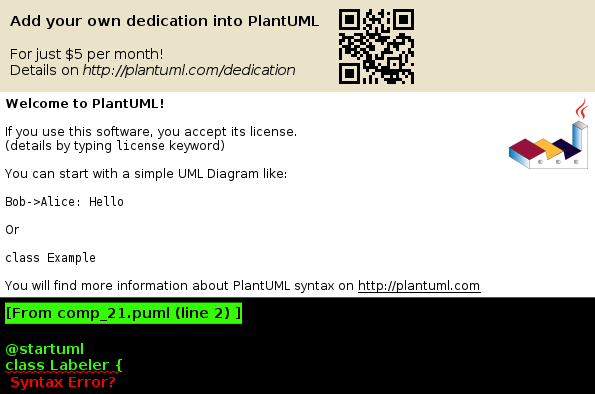 Add your own dedication into PlantUML
For just $5 per month!
Details on http://plantuml.com/dedication
Welcome to PlantUML!
If you use this software, you accept its license.
(details by typing license keyword)
You can start with a simple UML Diagram like:
Bob->Alice: Hello
Or
class Example
You will find more information about PlantUML syntax on http://plantuml.com
[From comp_21.puml (line 2) ]
@startuml
class Labeler {
Syntax Error?